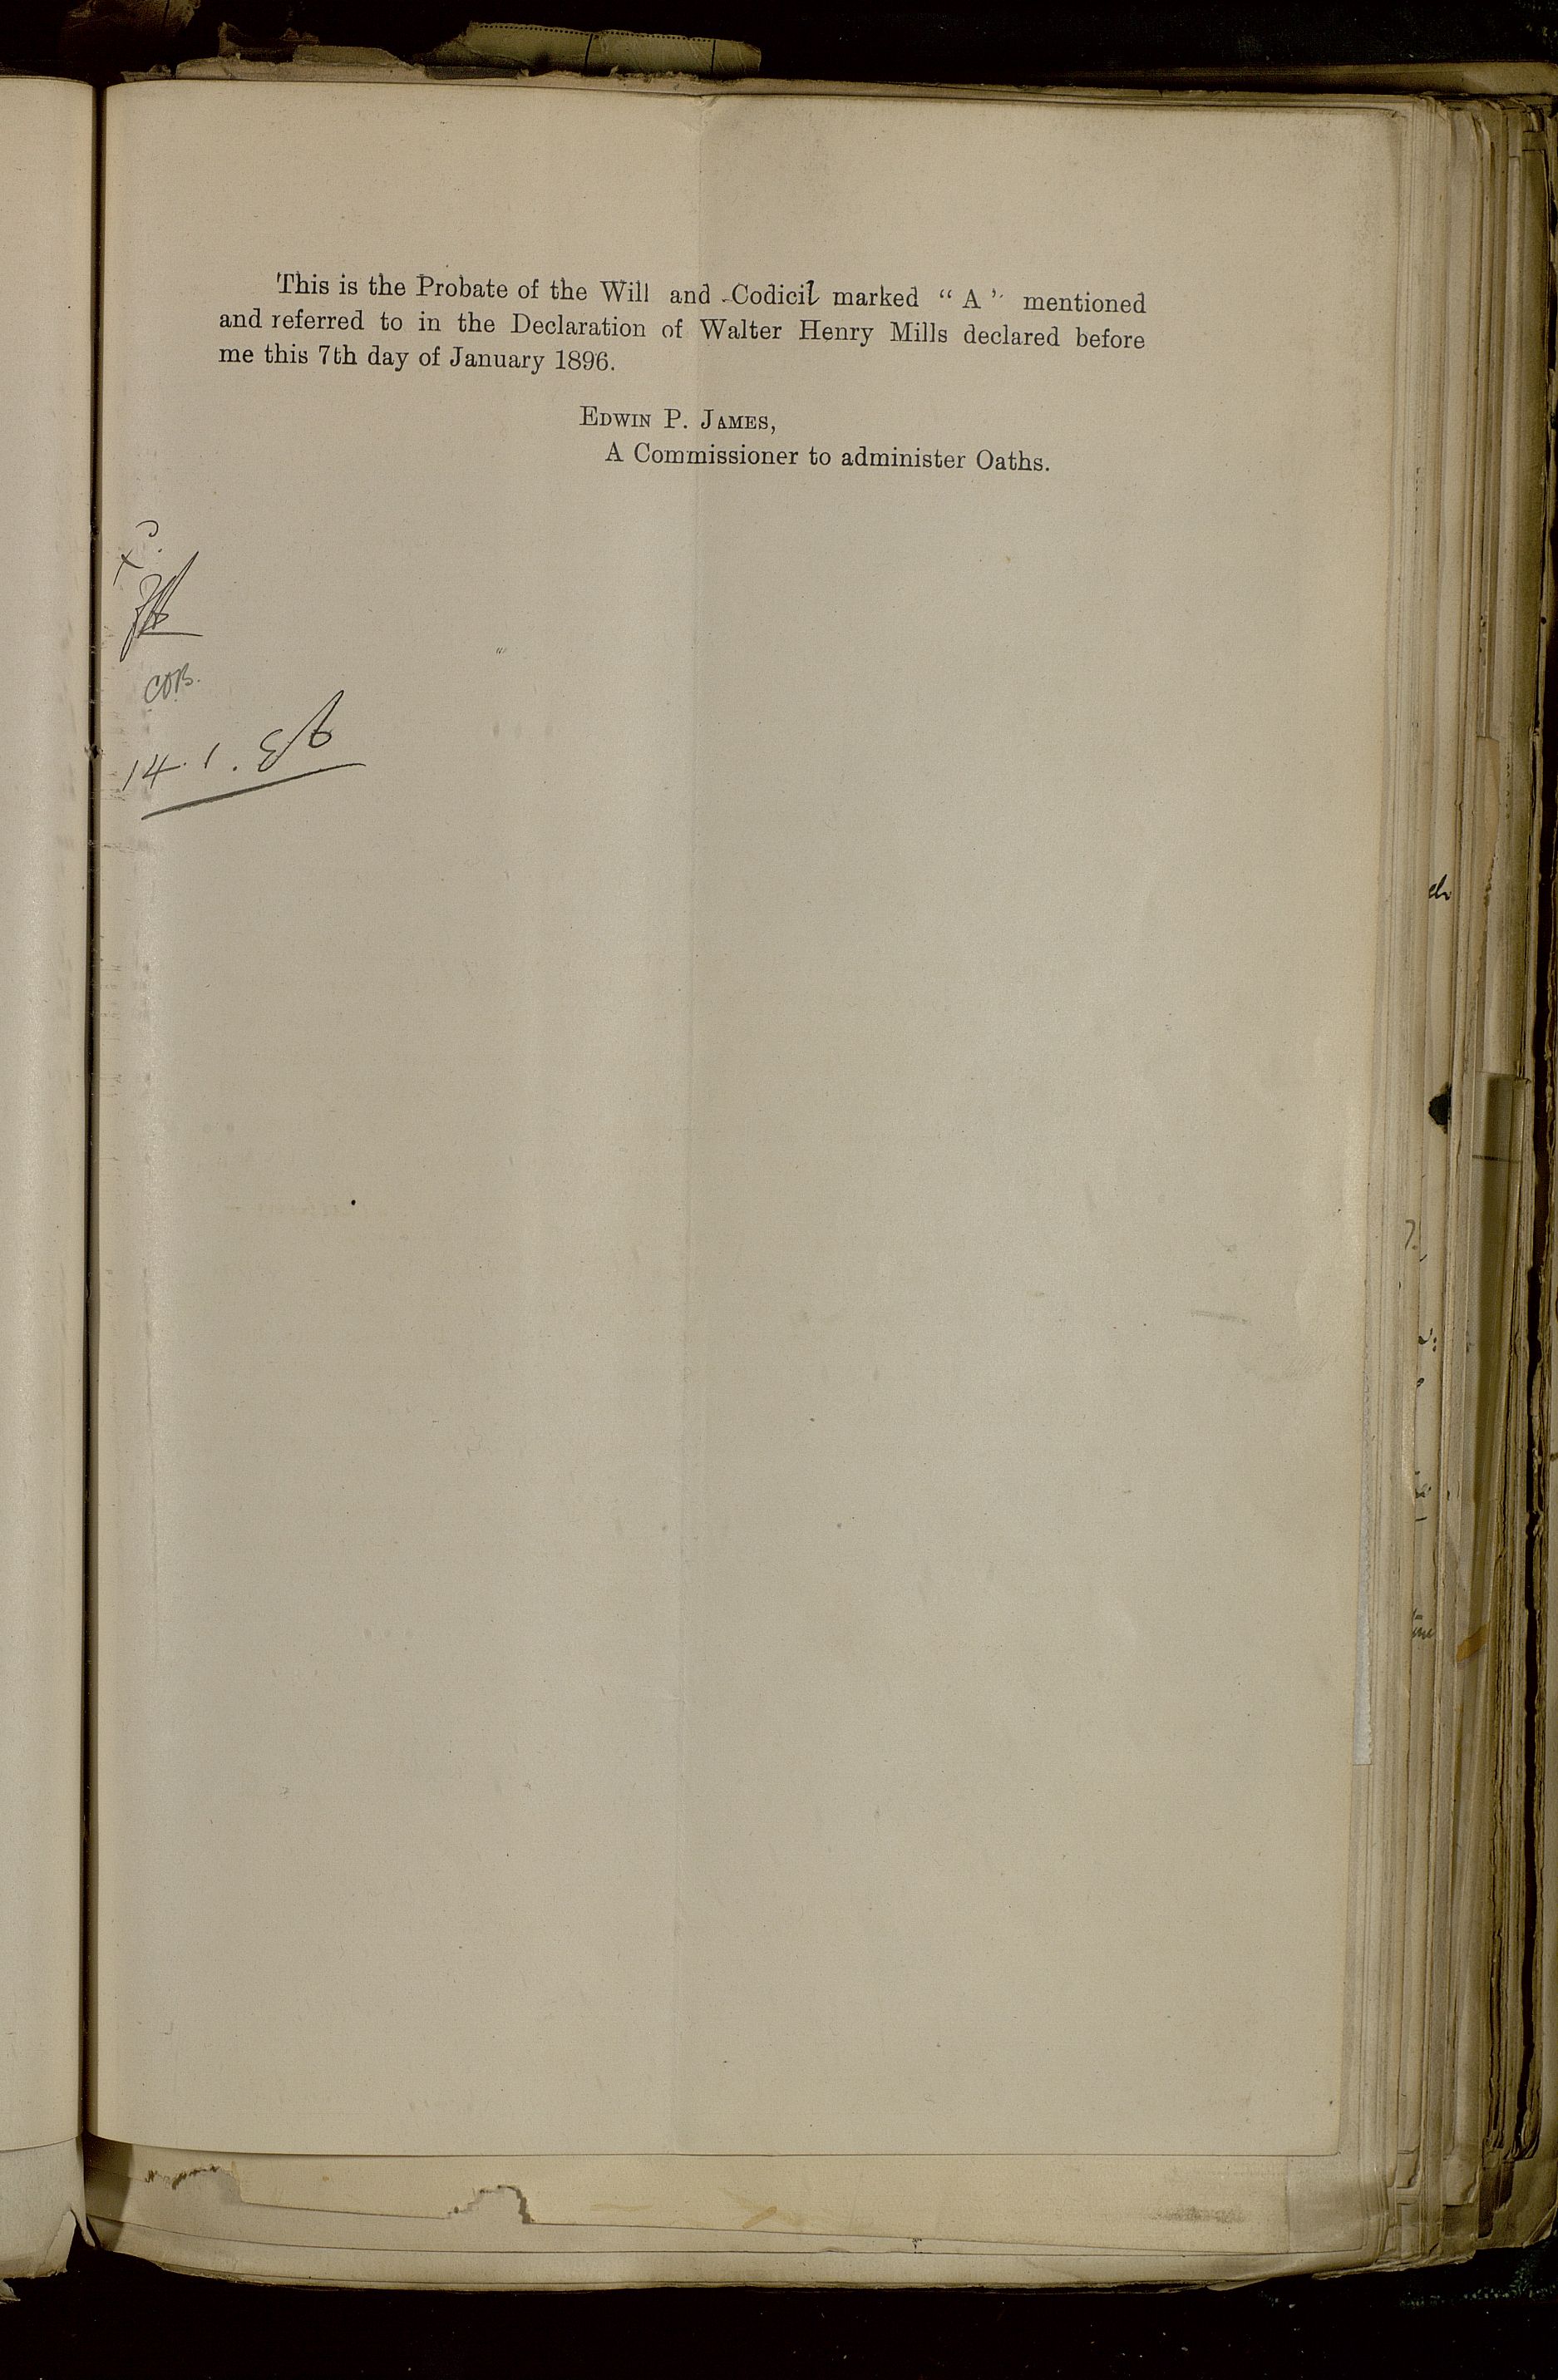 This is the Probate of the Will and Codicil marked “ A ” mentioned
and referred to in the Declaration of Walter Henry Mills declared before
me this 7th day of January 1896.
EDWIN P. JAMES,
A Commissioner to administer Oaths.
COB.
14.1.96